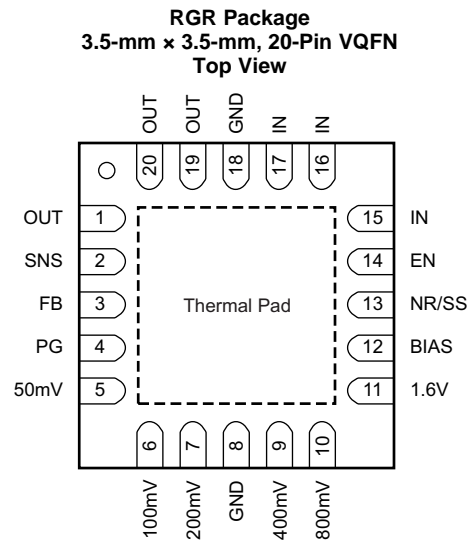 RGR Package
3.5-mm × 3.5-mm, 20-Pin VQFN
Top View
OUT
OUT
GND
IN
IN
20
19
18
17
16
OUT 1
SNS 2
FB 3
PG 4
50mV 5
Thermal Pad
15 IN
14 EN
13 NR/SS
12 BIAS
11 1.6V
6
7
8
9
10
100mV
200mV
GND
400mV
800mV